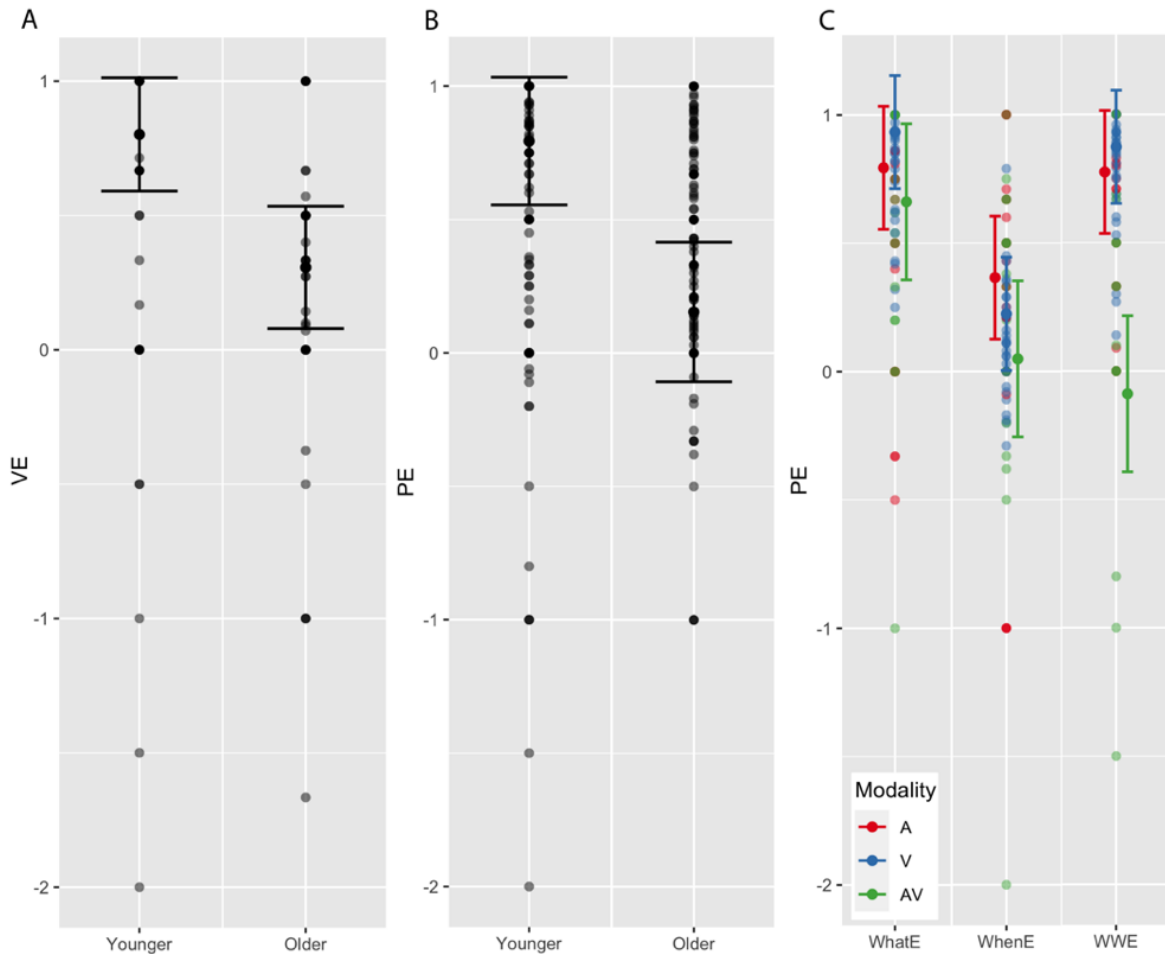 A
B
C
VE
1
0
-1
-2
Younger
Older
PE
1
0
-1
-2
Younger
Older
PE
1
0
-1
-2
Modality
A
V
AV
WhatE
WhenE
WWE